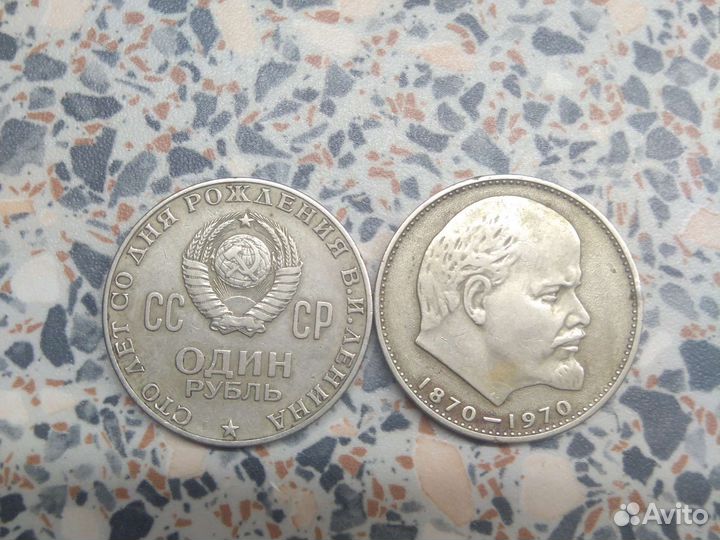 СТО ЛЕТ СО ДНЯ РОЖДЕНИЯ В.И.ЛЕНИНА
СС СР
ОДИН
РУБЛЬ
1870-1970
Avito